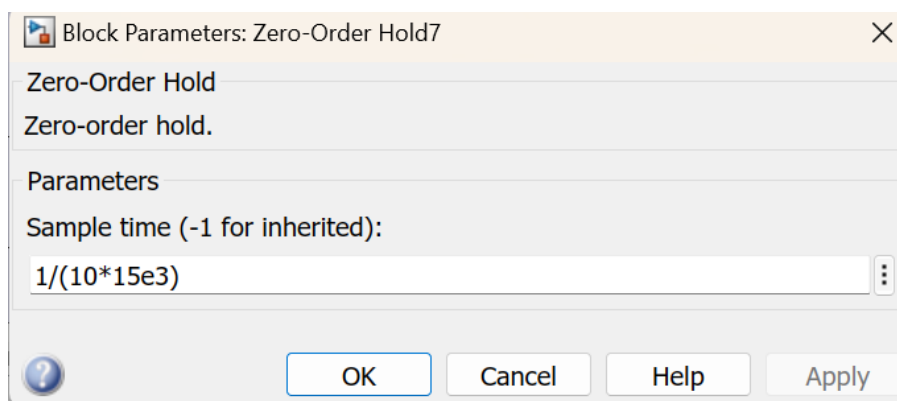 Block Parameters: Zero-Order Hold7
Zero-Order Hold
Zero-order hold.
Parameters
Sample time (-1 for inherited):
1/(10*15e3)
OK Cancel Help Apply